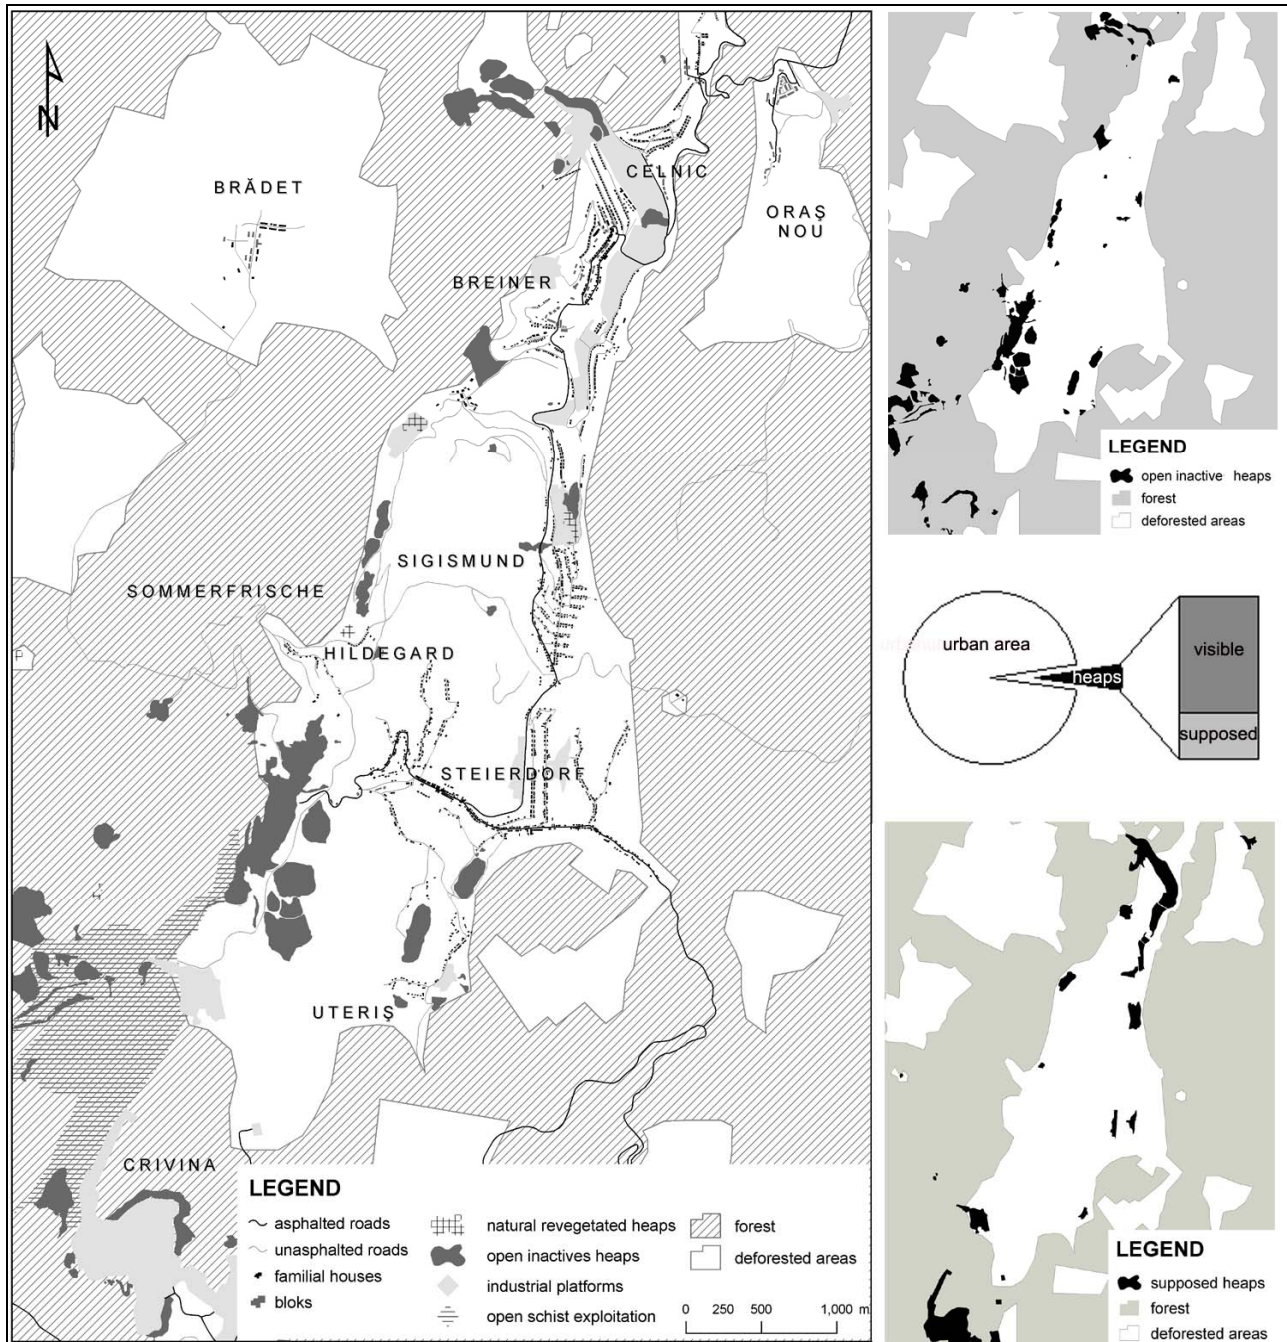 N
BRĂDET
CELNIC
ORAŞ
NOU
BREINER
SIGISMUND
SOMMERFRISCHE
HILDEGARD
STEIERDORF
UTERIŞ
CRIVINA
LEGEND
asphalted roads
unasphalted roads
familial houses
bloks
natural revegetated heaps
open inactives heaps
industrial platforms
open schist exploitation
forest
deforested areas
0 250 500 1,000 m
LEGEND
open inactive heaps
forest
deforested areas
urban area
heaps
visible
supposed
LEGEND
supposed heaps
forest
deforested areas